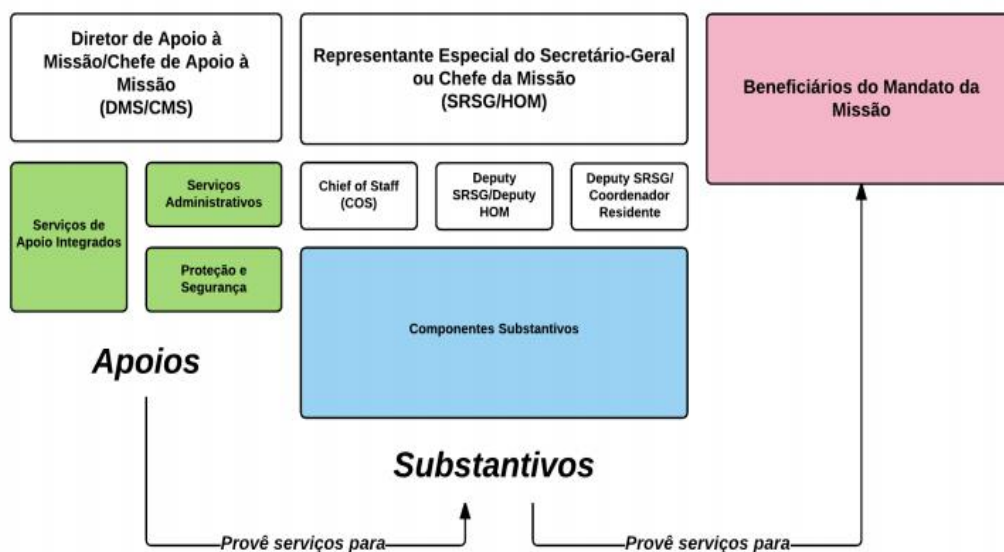 Diretor de Apoio à
Missão/Chefe de Apoio à
Missão
(DMS/CMS)
Representante Especial do Secretário-Geral
ou Chefe da Missão
(SRSG/HOM)
Beneficiários do Mandato da
Missão
Serviços de
Apoio Integrados
Serviços
Administrativos
Proteção e
Segurança
Chief of Staff
(COS)
Deputy
SRSG/Deputy
HOM
Deputy SRSG/
Coordenador
Residente
Componentes Substantivos
Apoios
Substantivos
Provê serviços para
Provê serviços para